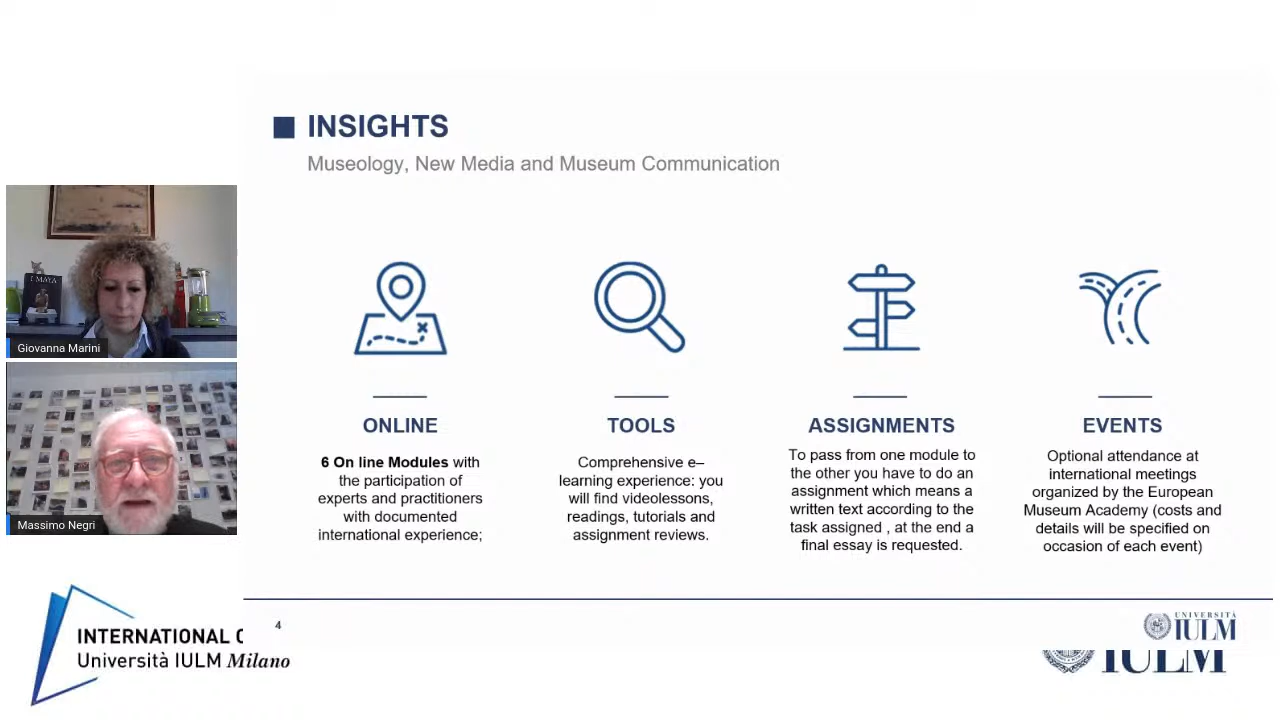 INSIGHTS
Museology, New Media and Museum Communication
I MAYA
Giovanna Marini
Massimo Negri
ONLINE
6 On line Modules with
the participation of
experts and practitioners
with documented
international experience;
TOOLS
Comprehensive e–
learning experience: you
will find videolessons,
readings, tutorials and
assignment reviews.
ASSIGNMENTS
To pass from one module to
the other you have to do an
assignment which means a
written text according to the
task assigned , at the end a
final essay is requested.
EVENTS
Optional attendance at
international meetings
organized by the European
Museum Academy (costs and
details will be specified on
occasion of each event)
4
INTERNATIONAL C
Università IULM Milano
UNIVERSITÀ
IULM
IULM